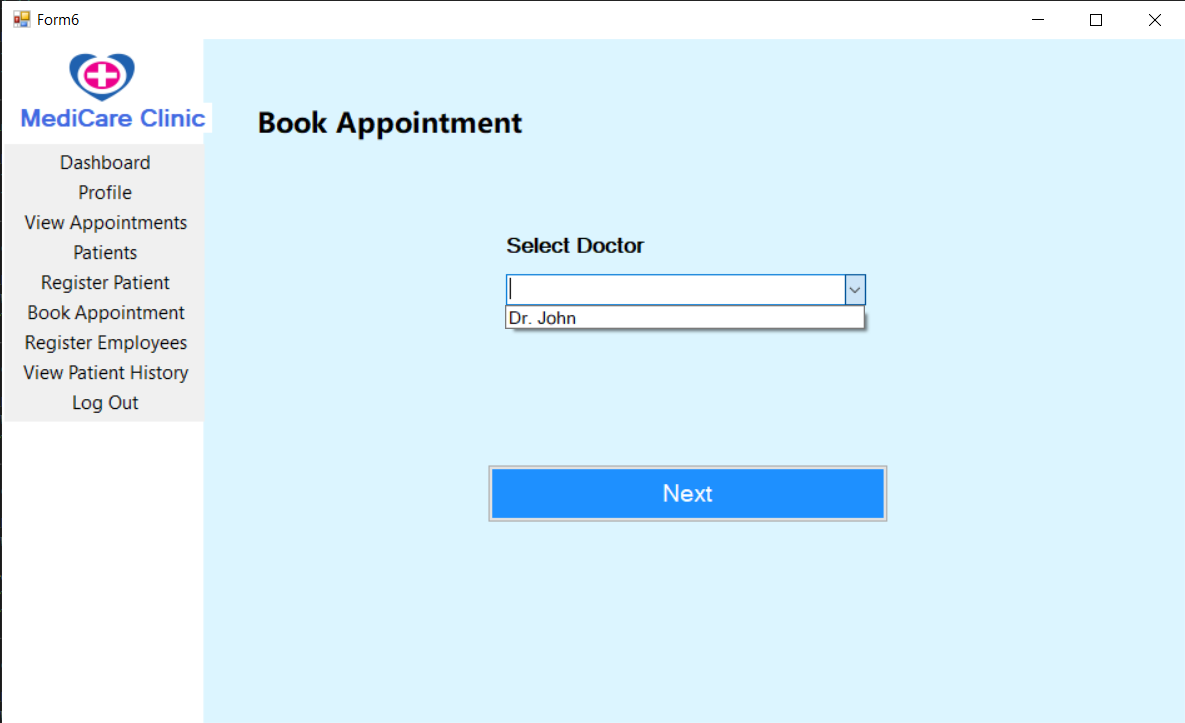 Form6
MediCare Clinic
Dashboard
Profile
View Appointments
Patients
Register Patient
Book Appointment
Register Employees
View Patient History
Log Out
Book Appointment
Select Doctor
Dr. John
Next